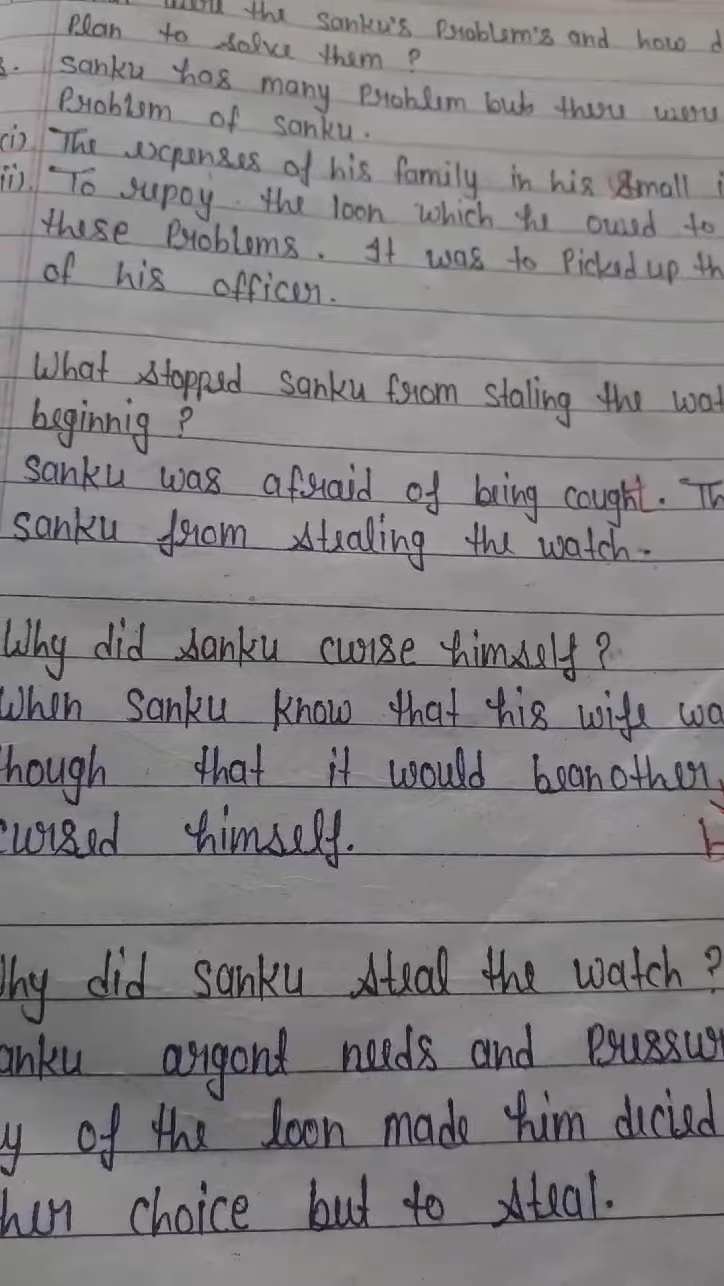 the sanku's Problem's and how d
Plan to solve them ?
s. sanku has many Problem but there were
Problem of sanku.
(i) The expenses of his family in his small i
ii). To repay the loon which he owed to
these Problems. It was to Picked up th
of his officer.
What stopped sanku from staling the wat
beginnig ?
sanku was afraid of being cought. Th
sanku from stealing the watch.
Why did sanku curse himself ?
When sanku know that his wife wa
hough that it would beanother
cursed himself.
hy did sanku steal the watch ?
anku argont needs and Pressur
y of the loon made him decied
her choice but to steal.